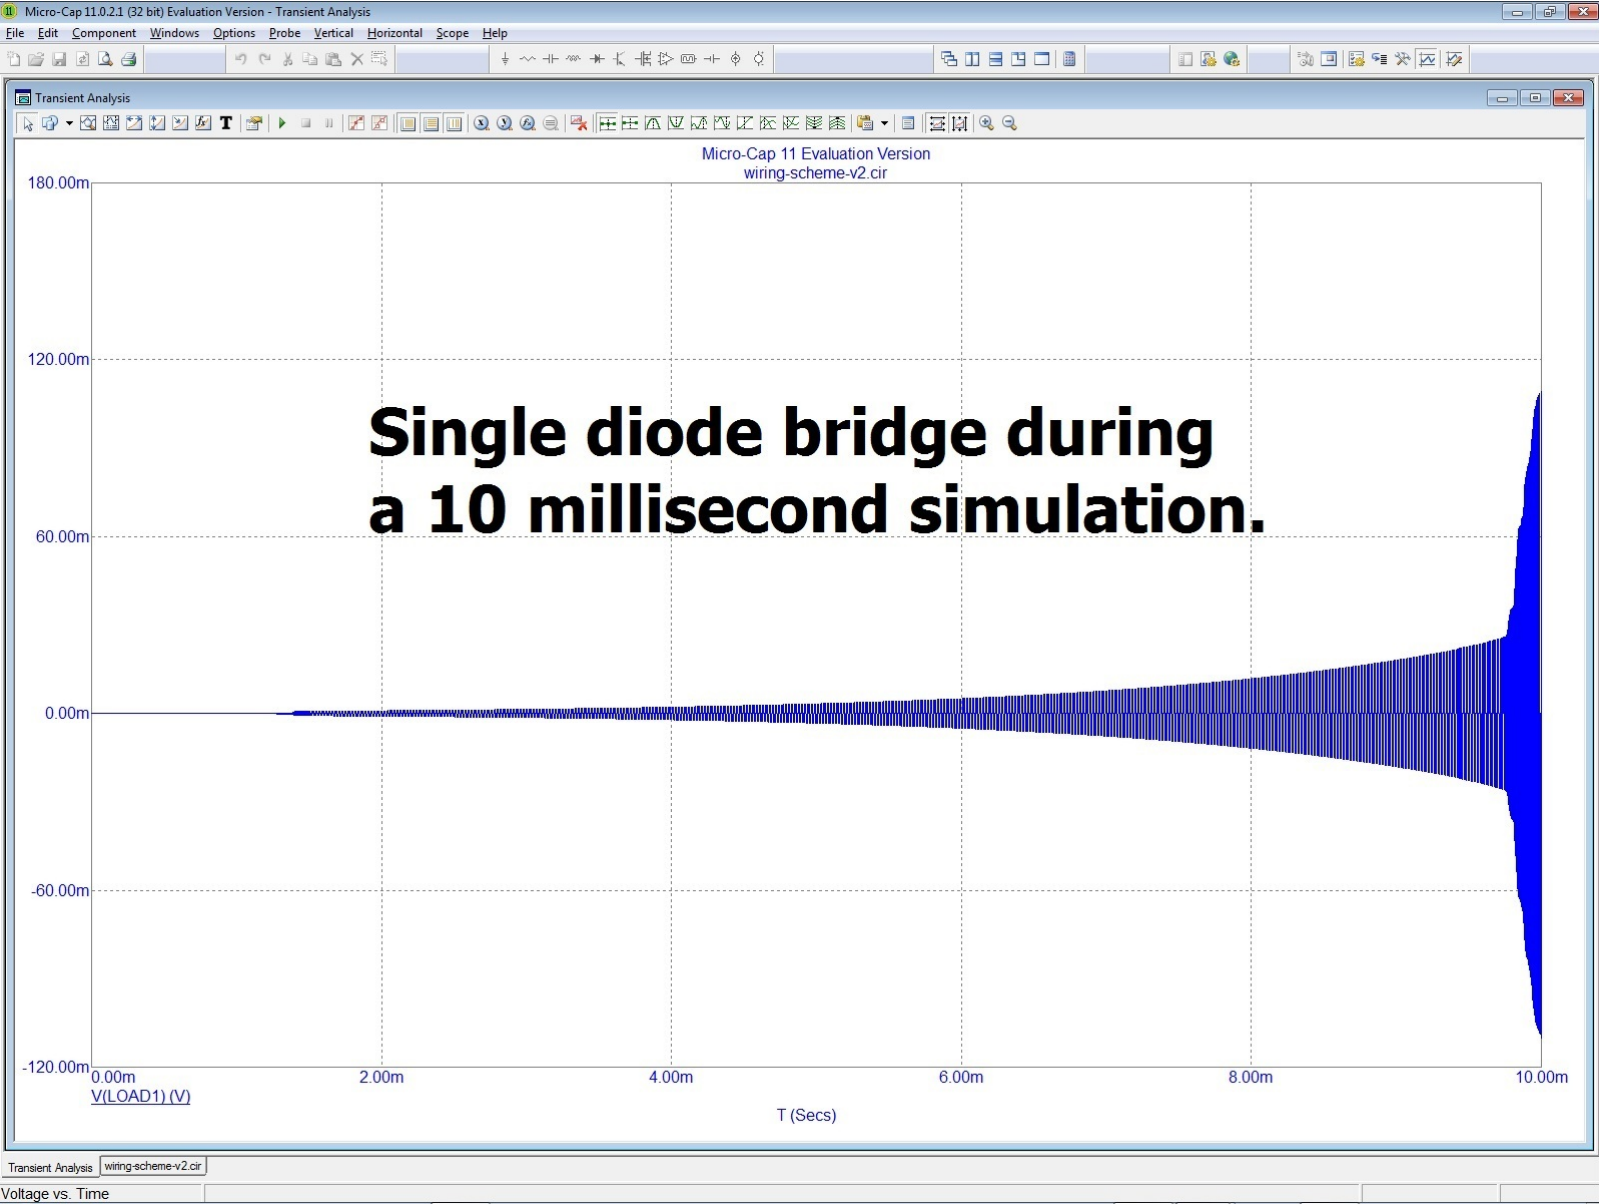 Micro-Cap 11.0.2.1 (32 bit) Evaluation Version - Transient Analysis
File Edit Component Windows Options Probe Vertical Horizontal Scope Help
Transient Analysis
T
Micro-Cap 11 Evaluation Version
wiring-scheme-v2.cir
180.00m
120.00m
Single diode bridge during
a 10 millisecond simulation.
60.00m
0.00m
-60.00m
-120.00m
0.00m 2.00m 4.00m 6.00m 8.00m 10.00m
V(LOAD1) (V)
T (Secs)
Transient Analysis wiring-scheme-v2.cir
Voltage vs. Time